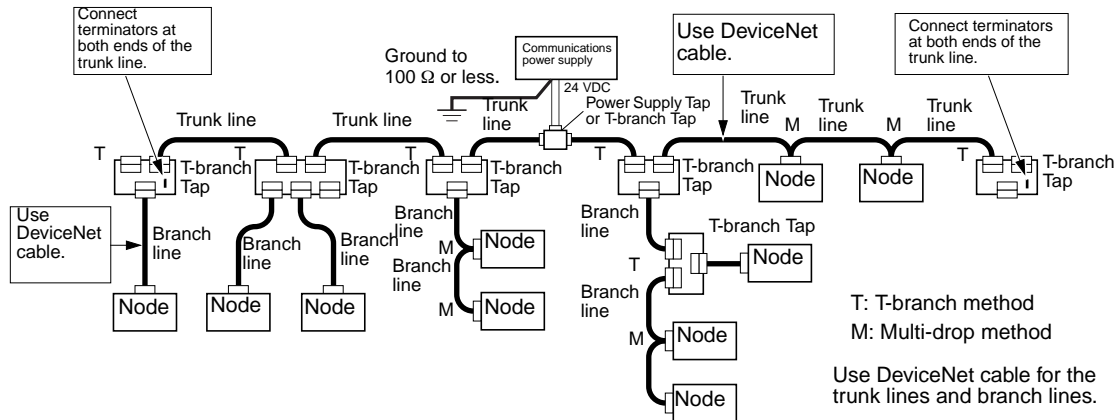 Connect
terminators at
both ends of the
trunk line.
Ground to
100 Ω or less.
Communications
power supply
24 VDC
Power Supply Tap
or T-branch Tap
Use DeviceNet
cable.
Connect terminators
at both ends of the
trunk line.
Trunk line
Trunk line
Trunk
line
Trunk
line
Trunk
line
Trunk
line
T
T
T
T
M
M
T
T-branch
Tap
T-branch
Tap
T-branch
Tap
T-branch
Tap
Node
Node
T-branch
Tap
Use
DeviceNet
cable.
Branch
line
Branch
line
Branch
line
Branch
line
M
Node
Branch
line
M
Node
Branch
line
T-branch Tap
T
Node
Branch
line
M
Node
Node
Node
Node
Node
T: T-branch method
M: Multi-drop method
Use DeviceNet cable for the
trunk lines and branch lines.